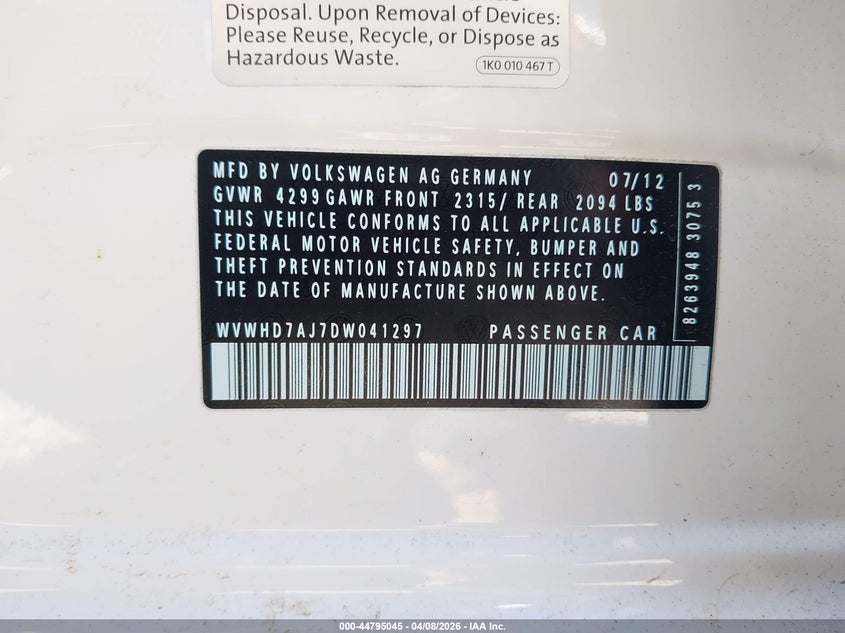 Disposal. Upon Removal of Devices:
Please Reuse, Recycle, or Dispose as
Hazardous Waste.
1K0 010 467 T
MFD BY VOLKSWAGEN AG GERMANY 07/12
GVWR 4299 GAWR FRONT 2315/ REAR 2094 LBS
THIS VEHICLE CONFORMS TO ALL APPLICABLE U.S.
FEDERAL MOTOR VEHICLE SAFETY, BUMPER AND
THEFT PREVENTION STANDARDS IN EFFECT ON
THE DATE OF MANUFACTURE SHOWN ABOVE.
WVWHD7AJ7DW041297 PASSENGER CAR
8263948 3075 3
000-44795045 - 04/08/2026 - IAA Inc.